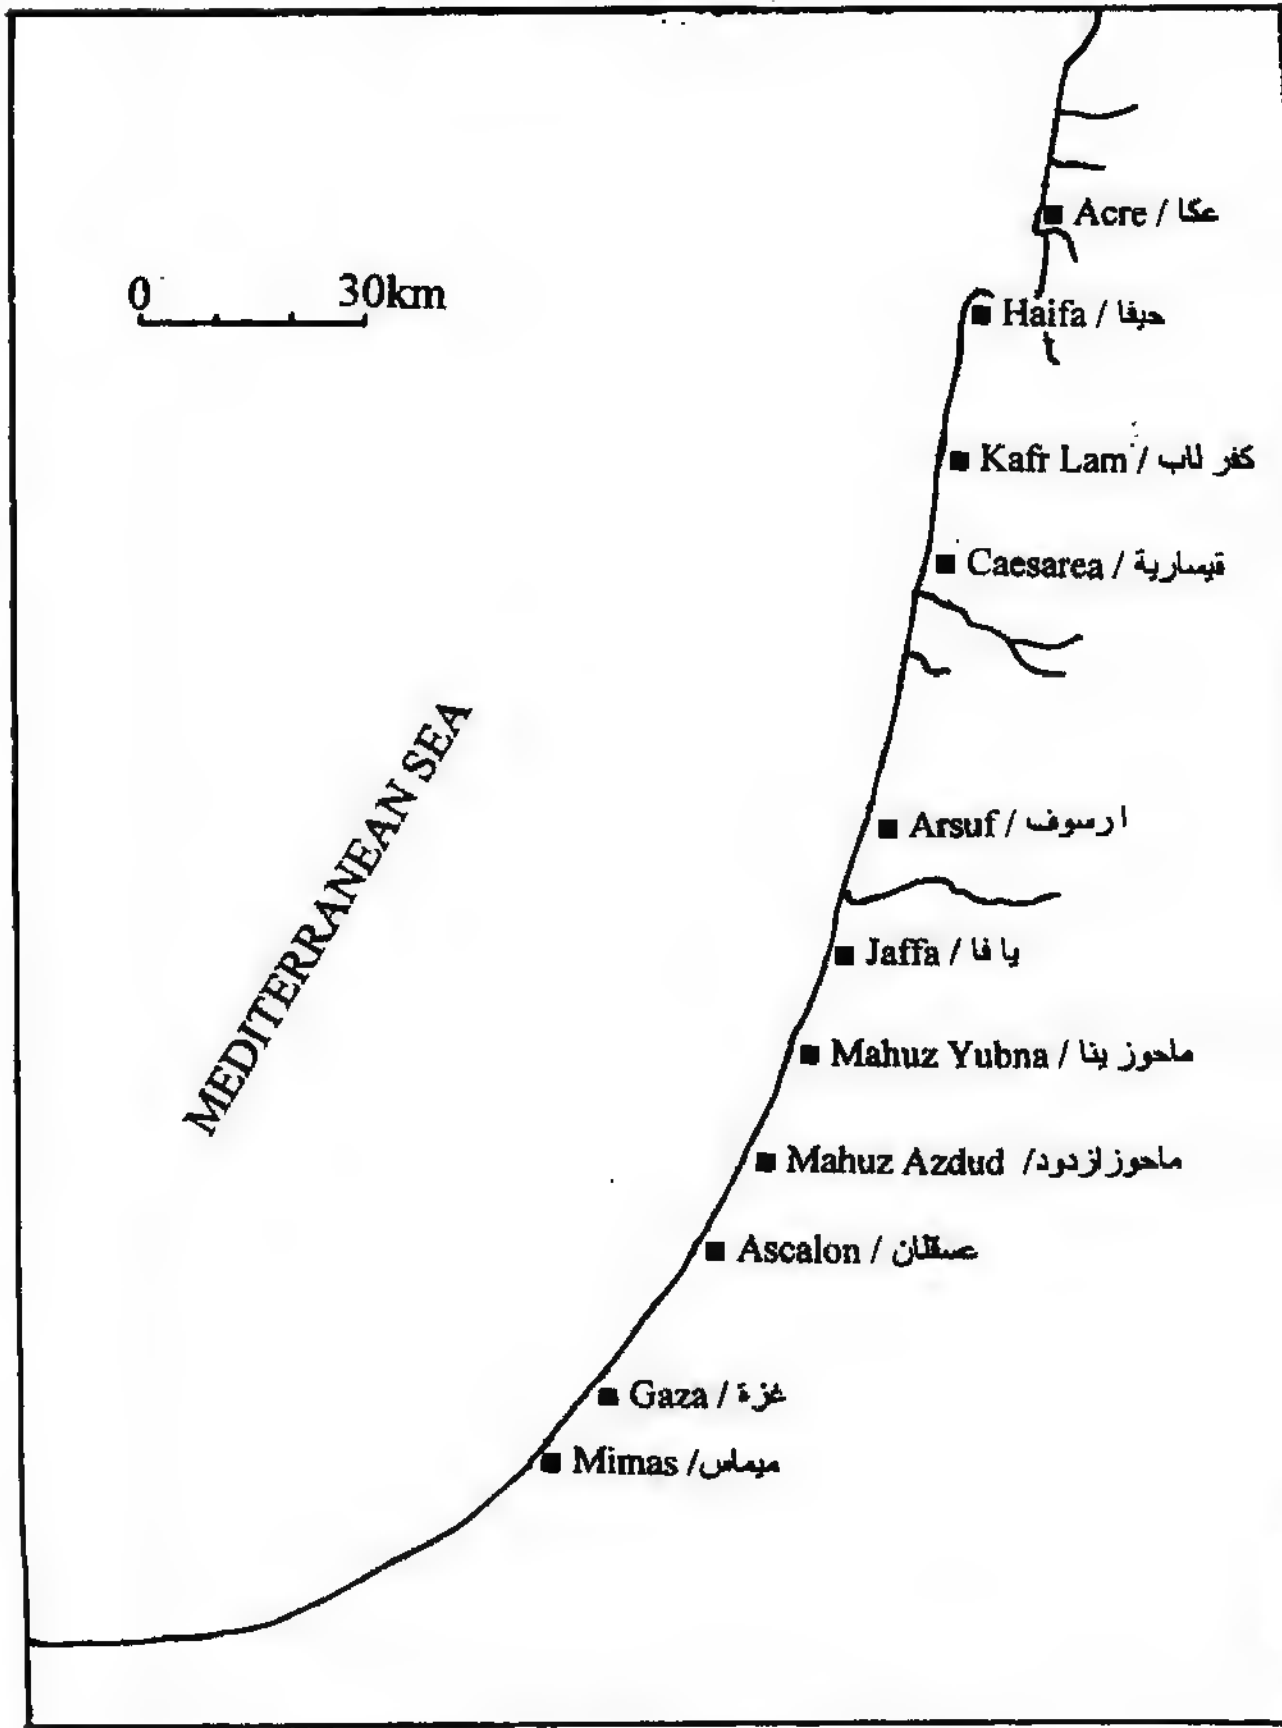 Acre / عكا
0 30km
Haifa / حيفا
Kafr Lam / كفر لاب
Caesarea / قيسارية
MEDITERRANEAN SEA
Arsuf / ارسوف
Jaffa / يا فا
Mahuz Yubna / ماحوز ينا
Mahuz Azdud /ماحوزازدود
Ascalon / عسقلان
Gaza / غزة
Mimas /ميماس